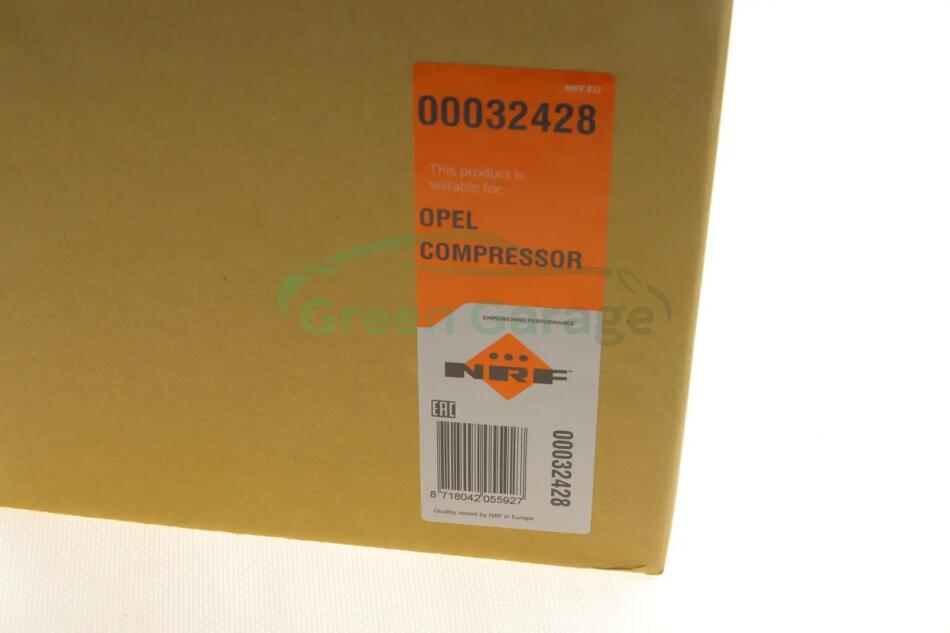 NRF.EU
00032428
This product is
suitable for:
OPEL
COMPRESSOR
Green Garage
EMPOWERING PERFORMANCE
NRF™
EAC
00032428
8 718042 055927
Quality tested by NRF in Europe